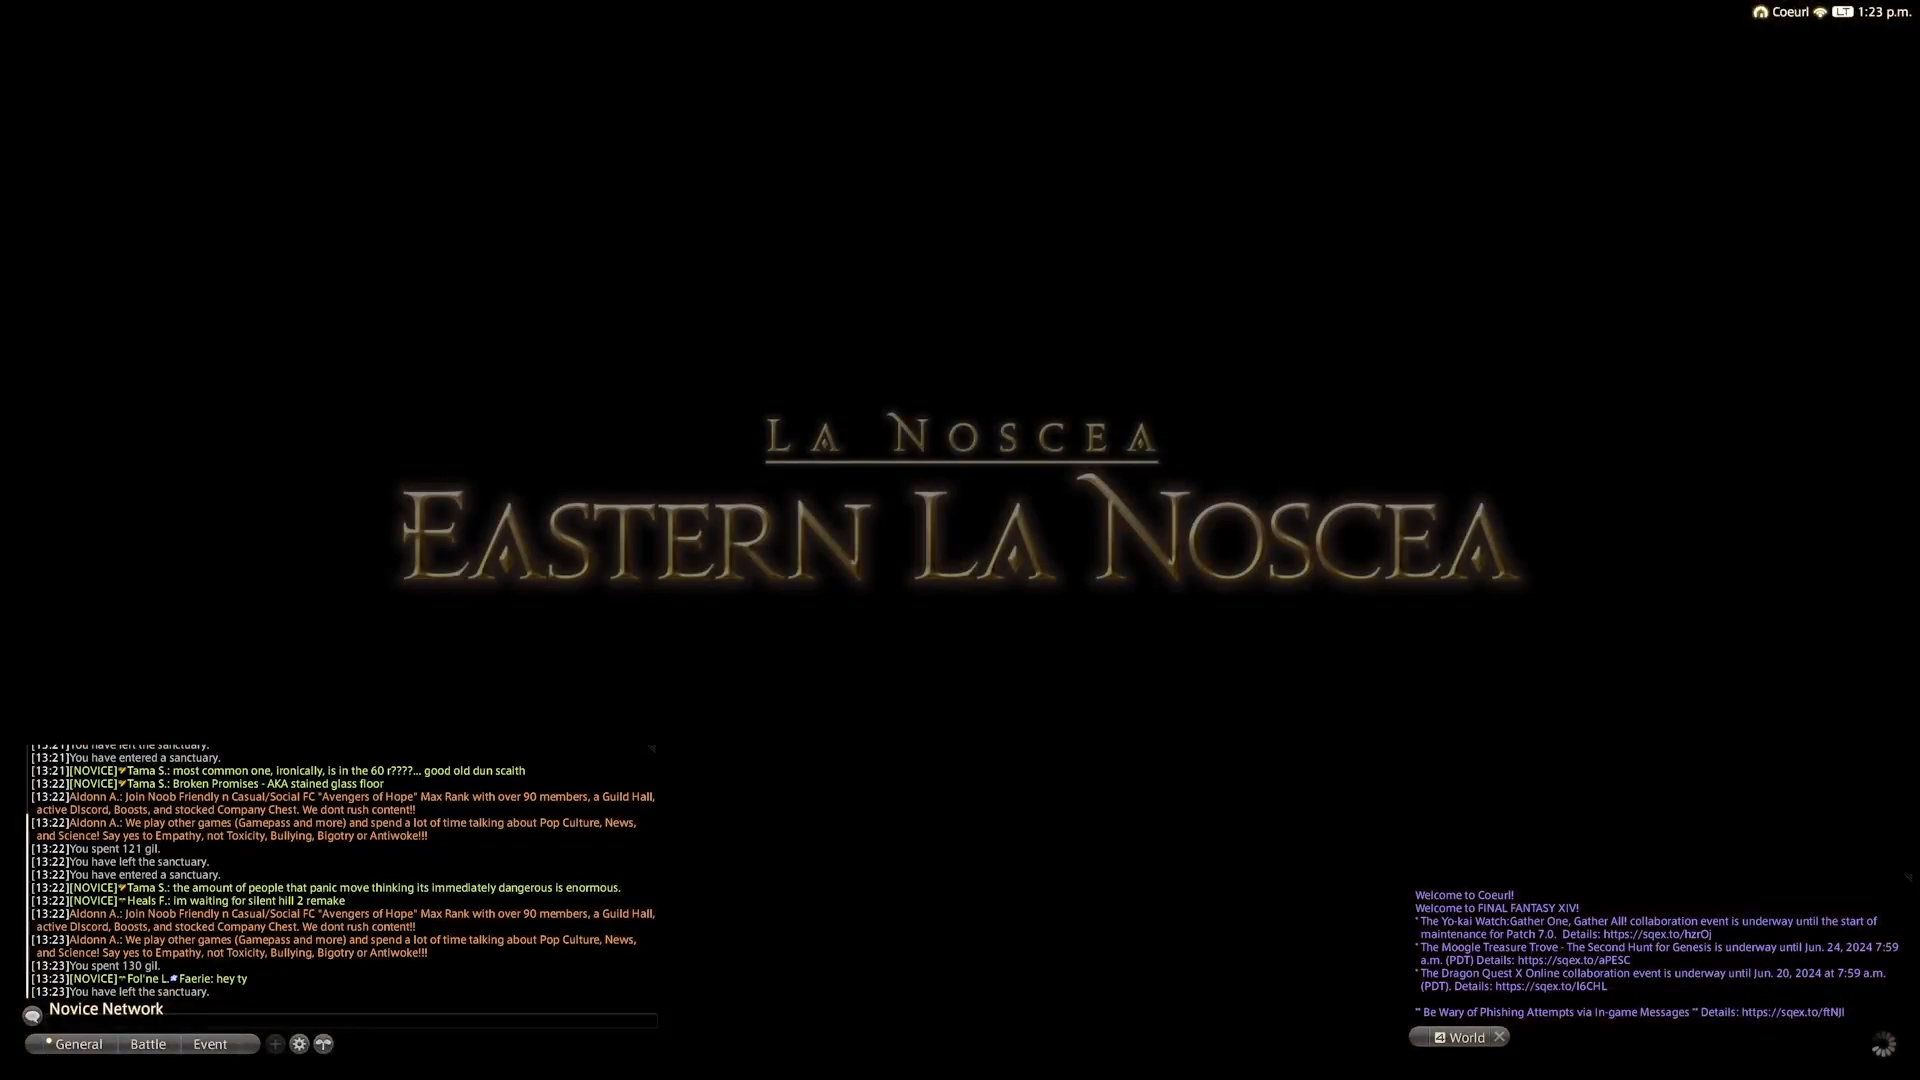 Coeurl LT 1:23 p.m.
LA NOSCEA
EASTERN LA NOSCEA
[13:21]You have left the sanctuary.
[13:21]You have entered a sanctuary.
[13:21][NOVICE]Tama S.: most common one, ironically, is in the 60 r????... good old dun scaith
[13:22][NOVICE]Tama S.: Broken Promises - AKA stained glass floor
[13:22]Aldonn A.: Join Noob Friendly n Casual/Social FC "Avengers of Hope" Max Rank with over 90 members, a Guild Hall,
active DIscord, Boosts, and stocked Company Chest. We dont rush content!!
[13:22]Aldonn A.: We play other games (Gamepass and more) and spend a lot of time talking about Pop Culture, News,
and Science! Say yes to Empathy, not Toxicity, Bullying, Bigotry or Antiwoke!!!
[13:22]You spent 121 gil.
[13:22]You have left the sanctuary.
[13:22]You have entered a sanctuary.
[13:22][NOVICE]Tama S.: the amount of people that panic move thinking its immediately dangerous is enormous.
[13:22][NOVICE]Heals F.: im waiting for silent hill 2 remake
[13:22]Aldonn A.: Join Noob Friendly n Casual/Social FC "Avengers of Hope" Max Rank with over 90 members, a Guild Hall,
active DIscord, Boosts, and stocked Company Chest. We dont rush content!!
[13:23]Aldonn A.: We play other games (Gamepass and more) and spend a lot of time talking about Pop Culture, News,
and Science! Say yes to Empathy, not Toxicity, Bullying, Bigotry or Antiwoke!!!
[13:23]You spent 130 gil.
[13:23][NOVICE]Fol'ne L.Faerie: hey ty
[13:23]You have left the sanctuary.
Novice Network
General Battle Event
Welcome to Coeurl!
Welcome to FINAL FANTASY XIV!
* The Yo-kai Watch:Gather One, Gather All! collaboration event is underway until the start of
maintenance for Patch 7.0.  Details: https://sqex.to/hzrOj
* The Moogle Treasure Trove - The Second Hunt for Genesis is underway until Jun. 24, 2024 7:59
a.m. (PDT) Details: https://sqex.to/aPESC
* The Dragon Quest X Online collaboration event is underway until Jun. 20, 2024 at 7:59 a.m.
(PDT). Details: https://sqex.to/I6CHL
** Be Wary of Phishing Attempts via In-game Messages ** Details: https://sqex.to/ftNJI
4 World